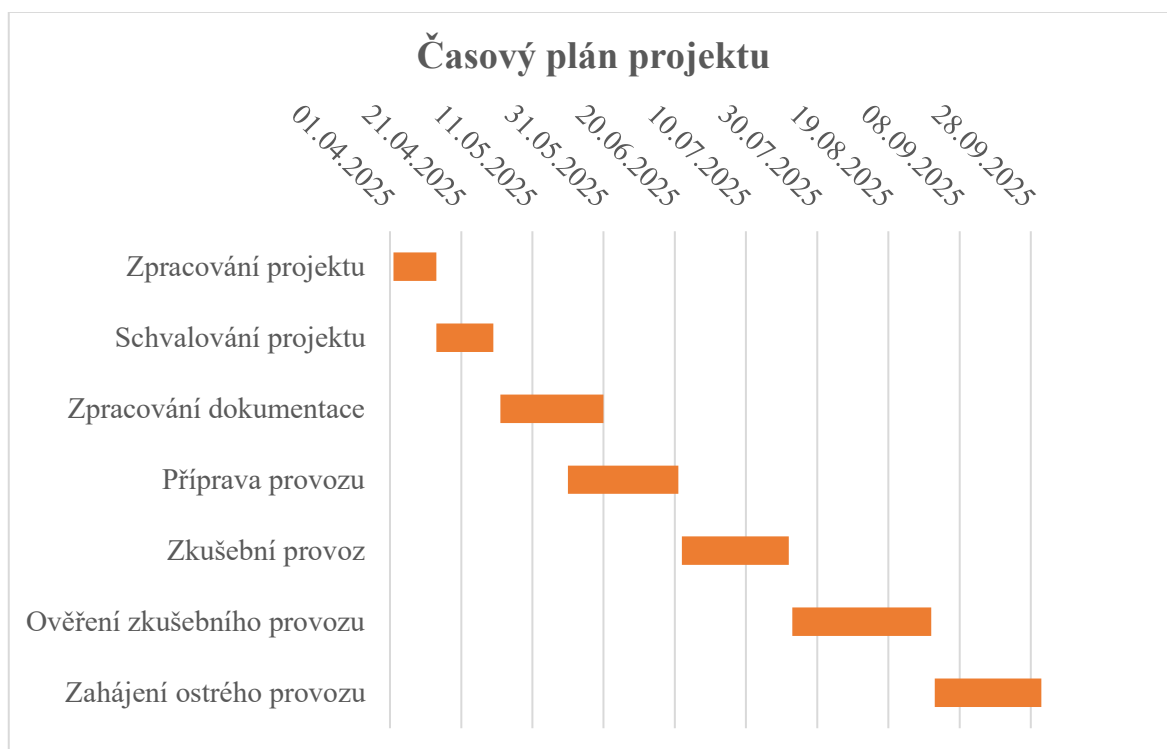 Časový plán projektu
01.04.2025
21.04.2025
11.05.2025
31.05.2025
20.06.2025
10.07.2025
30.07.2025
19.08.2025
08.09.2025
28.09.2025
Zpracování projektu
Schvalování projektu
Zpracování dokumentace
Příprava provozu
Zkušební provoz
Ověření zkušebního provozu
Zahájení ostrého provozu